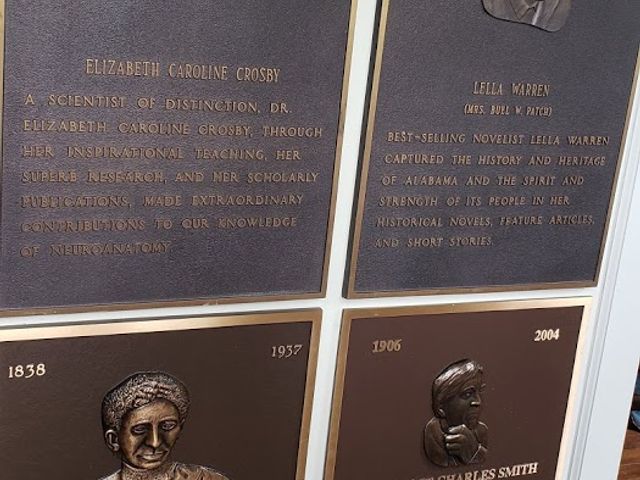 ELIZABETH CAROLINE CROSBY
A SCIENTIST OF DISTINCTION, DR.
ELIZABETH CAROLINE CROSBY, THROUGH
HER INSPIRATIONAL TEACHING, HER
SUPERB RESEARCH, AND HER SCHOLARLY
PUBLICATIONS, MADE EXTRAORDINARY
CONTRIBUTIONS TO OUR KNOWLEDGE
OF NEUROANATOMY.
LELLA WARREN
(MRS. BUEL W. PATCH)
BEST-SELLING NOVELIST LELLA WARREN
CAPTURED THE HISTORY AND HERITAGE
OF ALABAMA AND THE SPIRIT AND
STRENGTH OF ITS PEOPLE IN HER
HISTORICAL NOVELS, FEATURE ARTICLES,
AND SHORT STORIES.
1838 1937
1906 2004
CHARLES SMITH